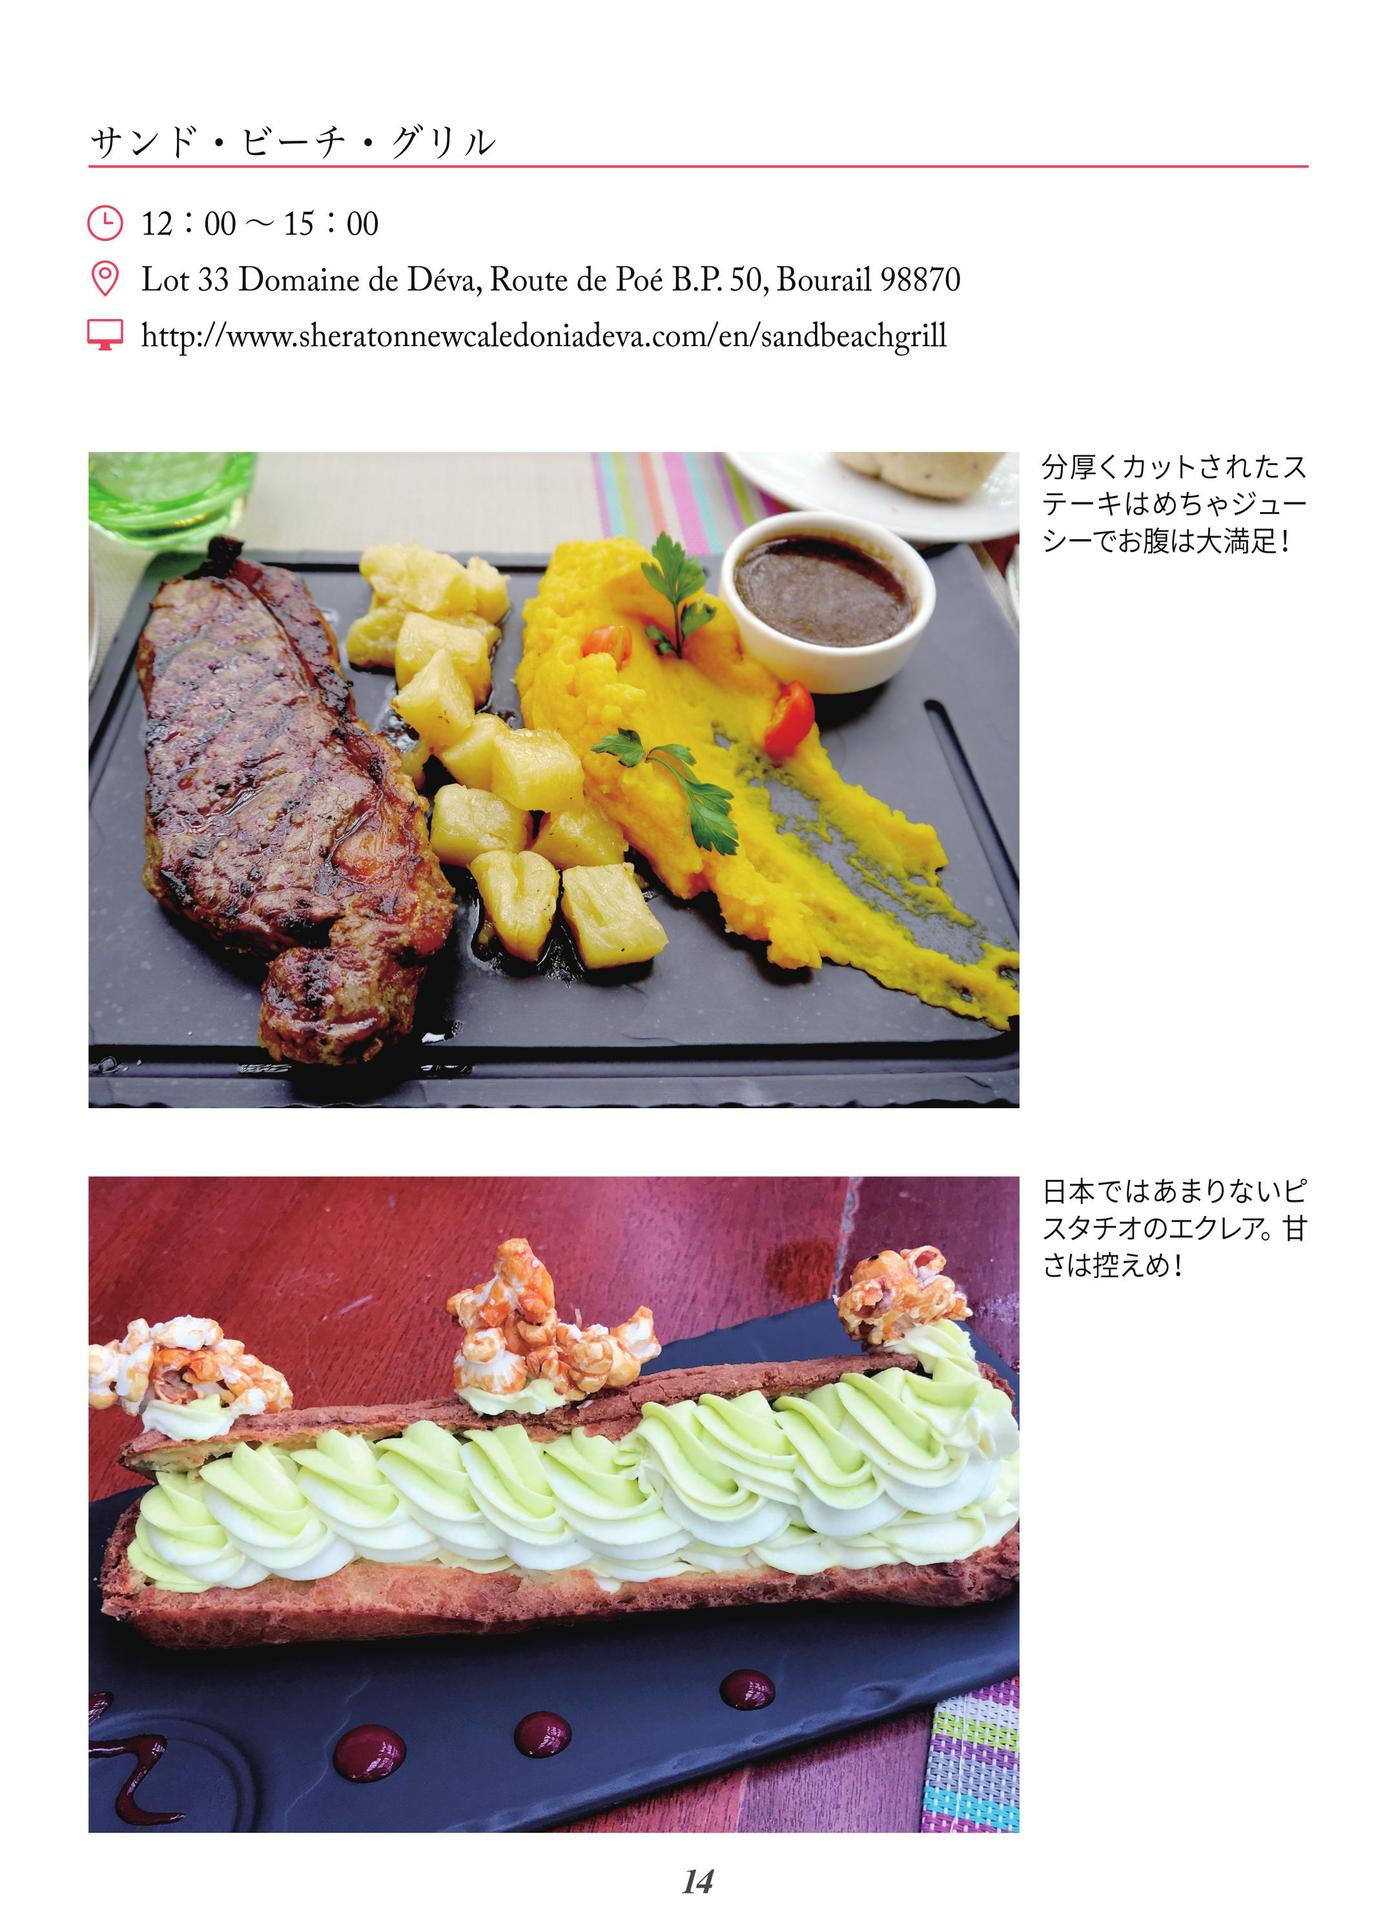 サンド・ビーチ・グリル
12：00 〜 15：00
Lot 33 Domaine de Déva, Route de Poé B.P. 50, Bourail 98870
http://www.sheratonnewcaledoniadeva.com/en/sandbeachgrill
分厚くカットされたス
テーキはめちゃジュー
シーでお腹は大満足！
日本ではあまりないピ
スタチオのエクレア。甘
さは控えめ！
14